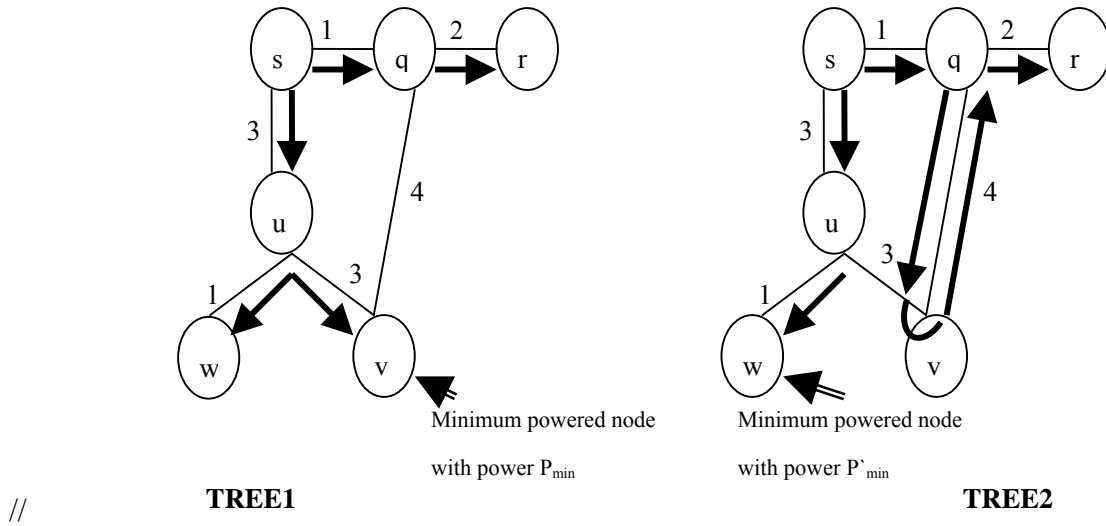 1
2
s
q
r
3
4
u
3
1
w
v
Minimum powered node
with power Pmin
TREE1
1
2
s
q
r
3
4
u
3
1
w
v
Minimum powered node
with power P`min
TREE2
//